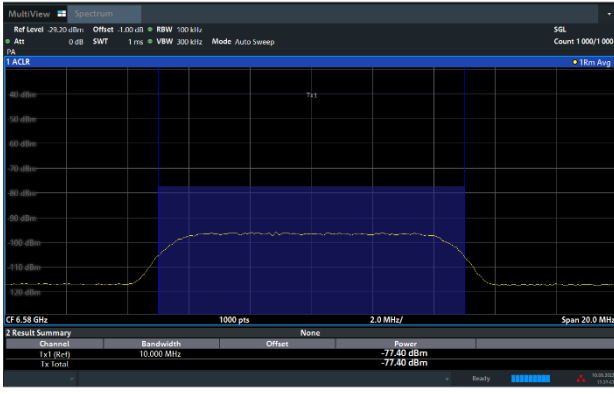 MultiView Spectrum
Ref Level -29.20 dBm Offset -1.00 dB RBW 100 kHz SGL
Att 0 dB SWT 1 ms VBW 300 kHz Mode Auto Sweep Count 1000/1000
PA
1 ACLR 1Rm Avg
-40 dBm
Tx1
-50 dBm
-60 dBm
-70 dBm
-80 dBm
-90 dBm
-100 dBm
-110 dBm
-120 dBm
CF 6.58 GHz 1000 pts 2.0 MHz/ Span 20.0 MHz
2 Result Summary None
Channel Bandwidth Offset Power
Tx1 (Ref) 10.000 MHz -77.40 dBm
Tx Total -77.40 dBm
Ready